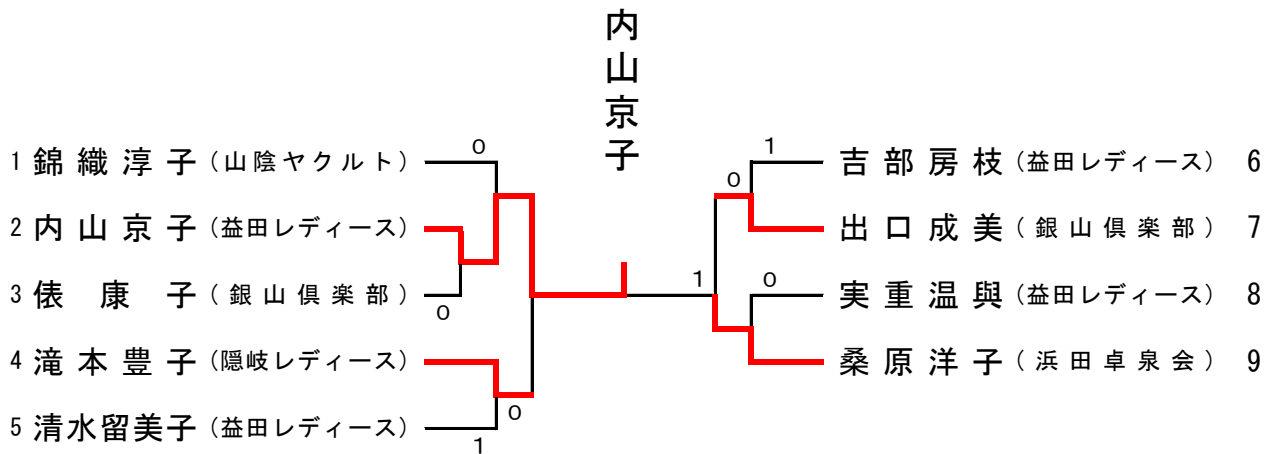 内山京子
0
1 錦織淳子 (山陰ヤクルト)
2 内山京子 (益田レディース)
3 俵康子 (銀山倶楽部)
0
4 滝本豊子 (隠岐レディース)
0
5 清水留美子 (益田レディース)
1
1
吉部房枝 (益田レディース) 6
0
出口成美 (銀山倶楽部) 7
1
0
実重温與 (益田レディース) 8
桑原洋子 (浜田卓泉会) 9